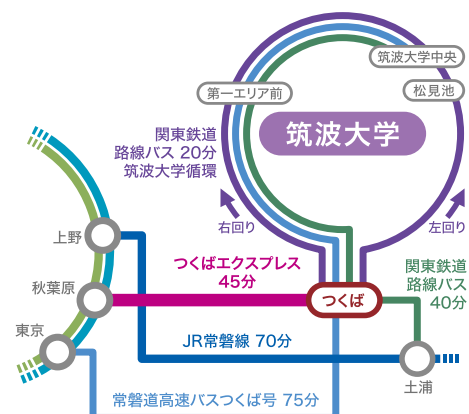 筑波大学中央
第一エリア前
松見池
筑波大学
関東鉄道
路線バス 20分
筑波大学循環
右回り
左回り
上野
つくばエクスプレス
45分
関東鉄道
路線バス
40分
秋葉原
つくば
東京
JR常磐線 70分
土浦
常磐道高速バスつくば号 75分